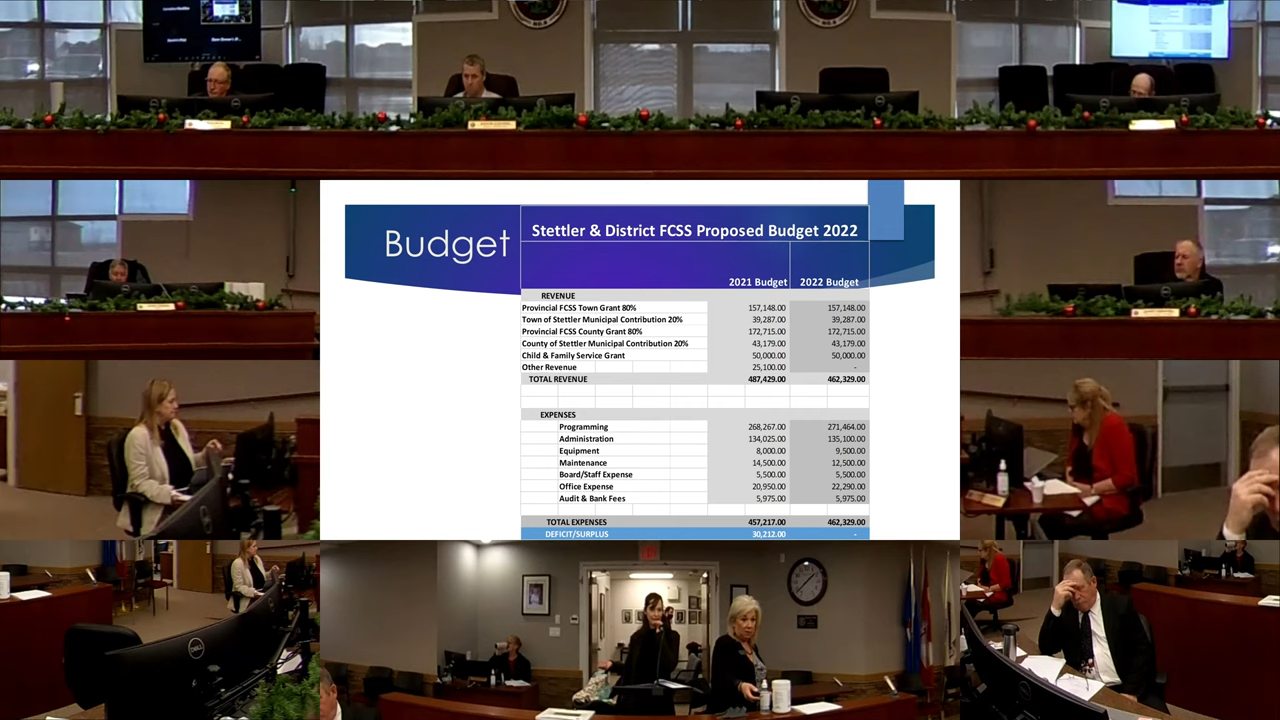 Budget
Stettler & District FCSS Proposed Budget 2022
2021 Budget 2022 Budget
REVENUE
Provincial FCSS Town Grant 80% 157,148.00 157,148.00
Town of Stettler Municipal Contribution 20% 39,287.00 39,287.00
Provincial FCSS County Grant 80% 172,715.00 172,715.00
County of Stettler Municipal Contribution 20% 43,179.00 43,179.00
Child & Family Service Grant 50,000.00 50,000.00
Other Revenue 25,100.00 -
TOTAL REVENUE 487,429.00 462,329.00
EXPENSES
Programming 268,267.00 271,464.00
Administration 134,025.00 135,100.00
Equipment 8,000.00 9,500.00
Maintenance 14,500.00 12,500.00
Board/Staff Expense 5,500.00 5,500.00
Office Expense 20,950.00 22,290.00
Audit & Bank Fees 5,975.00 5,975.00
TOTAL EXPENSES 457,217.00 462,329.00
DEFICIT/SURPLUS 30,212.00 -
DELL